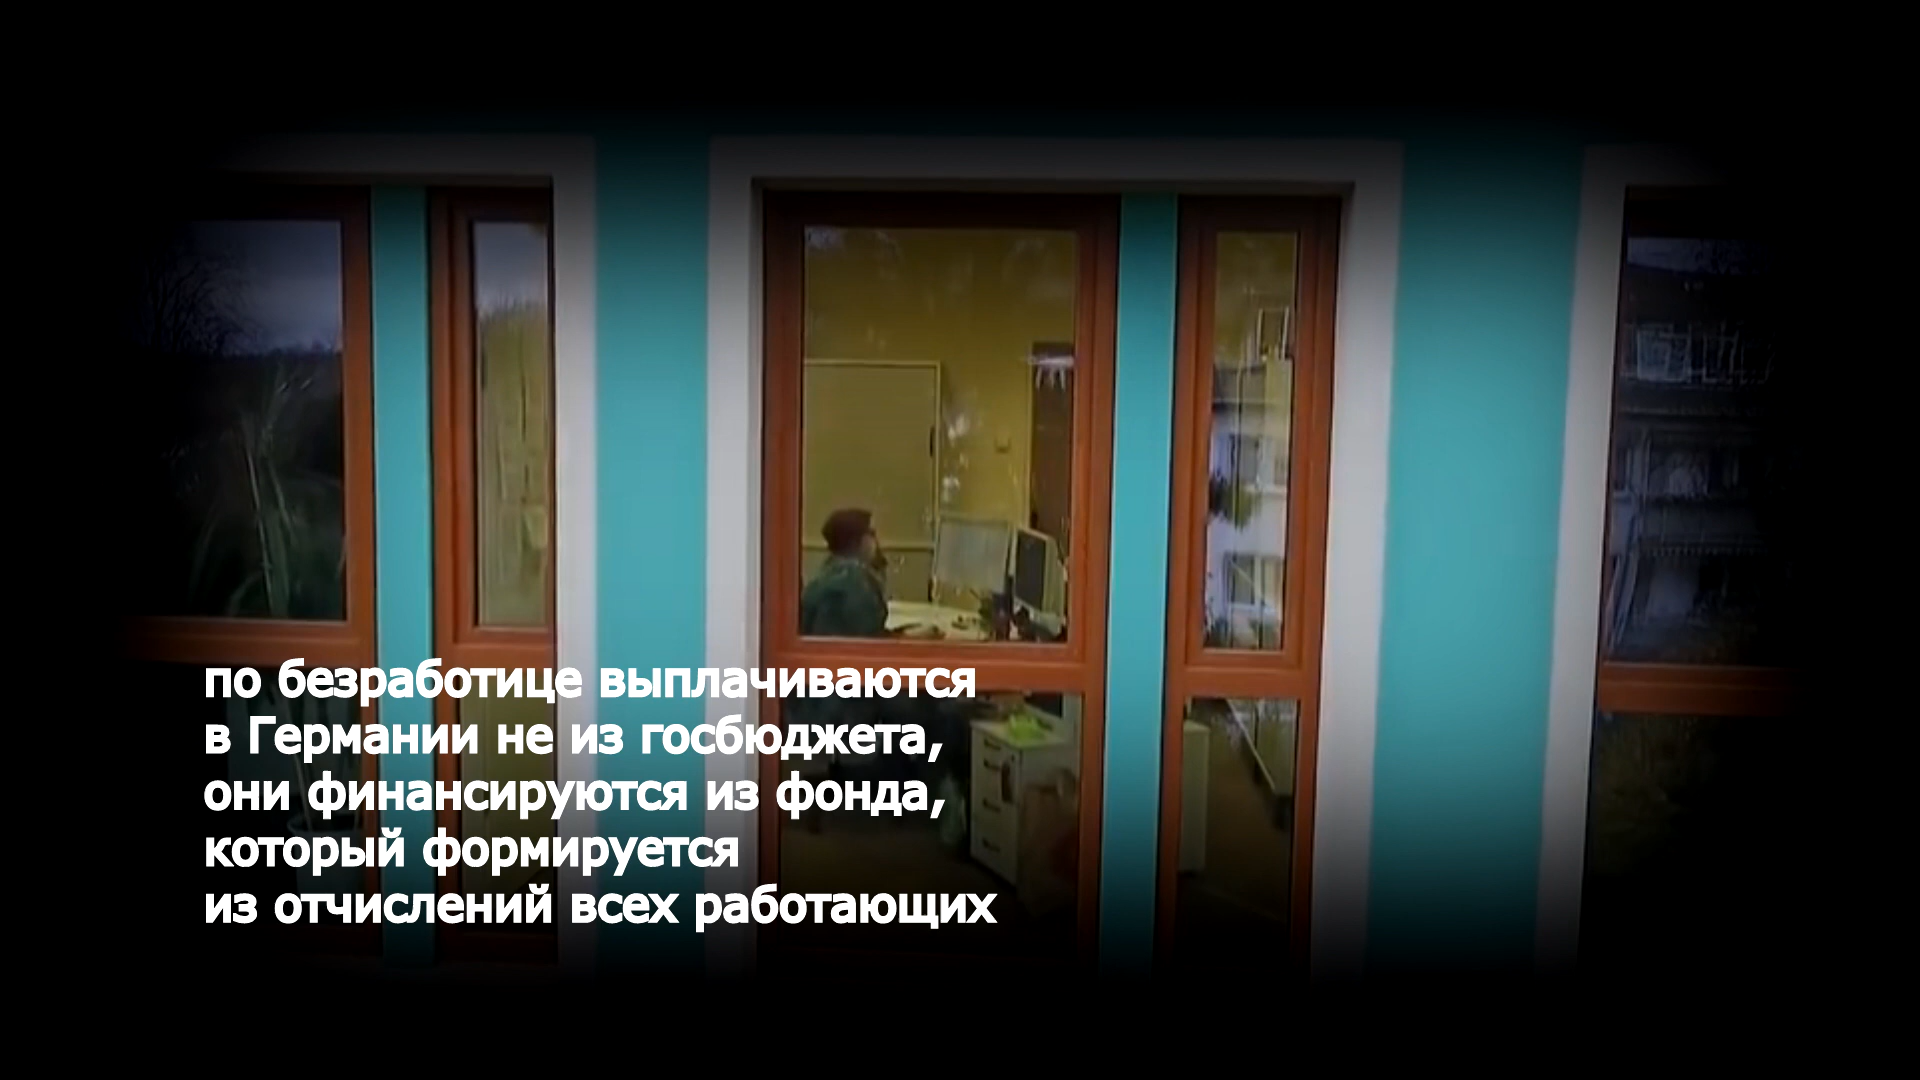 по безработице выплачиваются
в Германии не из госбюджета,
они финансируются из фонда,
который формируется
из отчислений всех работающих